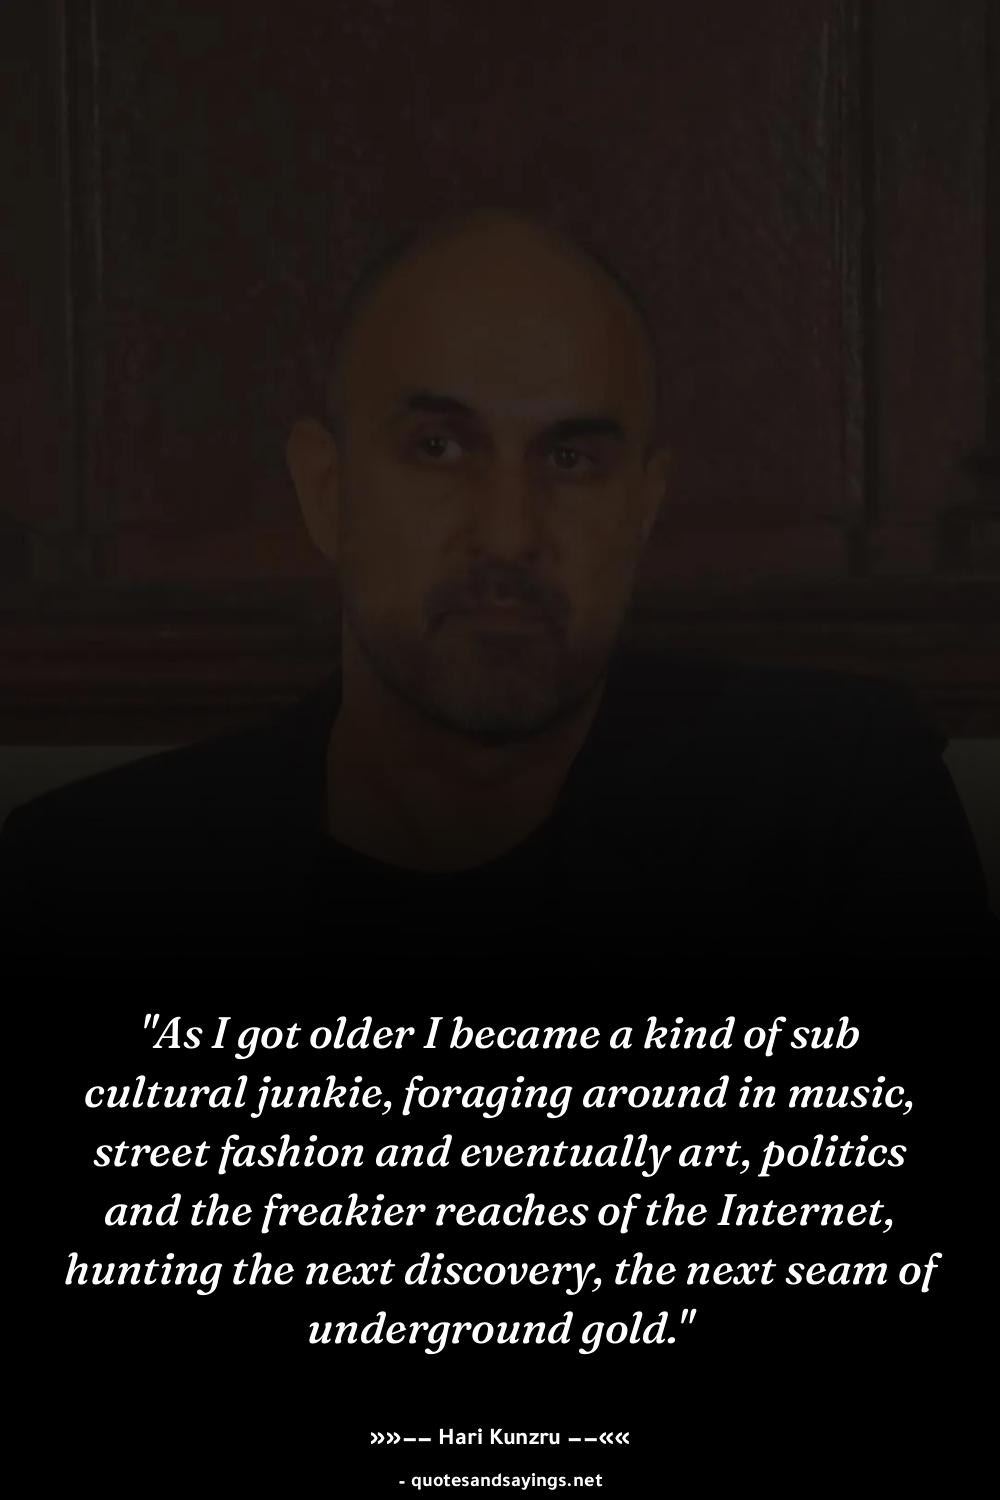 "As I got older I became a kind of sub
cultural junkie, foraging around in music,
street fashion and eventually art, politics
and the freakier reaches of the Internet,
hunting the next discovery, the next seam of
underground gold."
»»–– Hari Kunzru ––««
- quotesandsayings.net